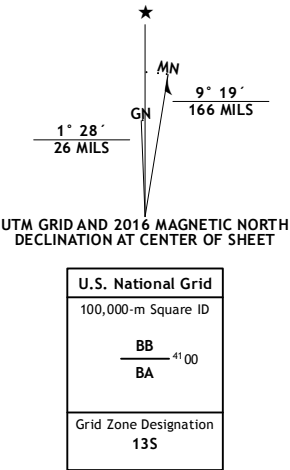 ★
MN
GN
9° 19´
166 MILS
1° 28´
26 MILS
UTM GRID AND 2016 MAGNETIC NORTH
DECLINATION AT CENTER OF SHEET
U.S. National Grid
100,000-m Square ID
BB
4100
BA
Grid Zone Designation
13S